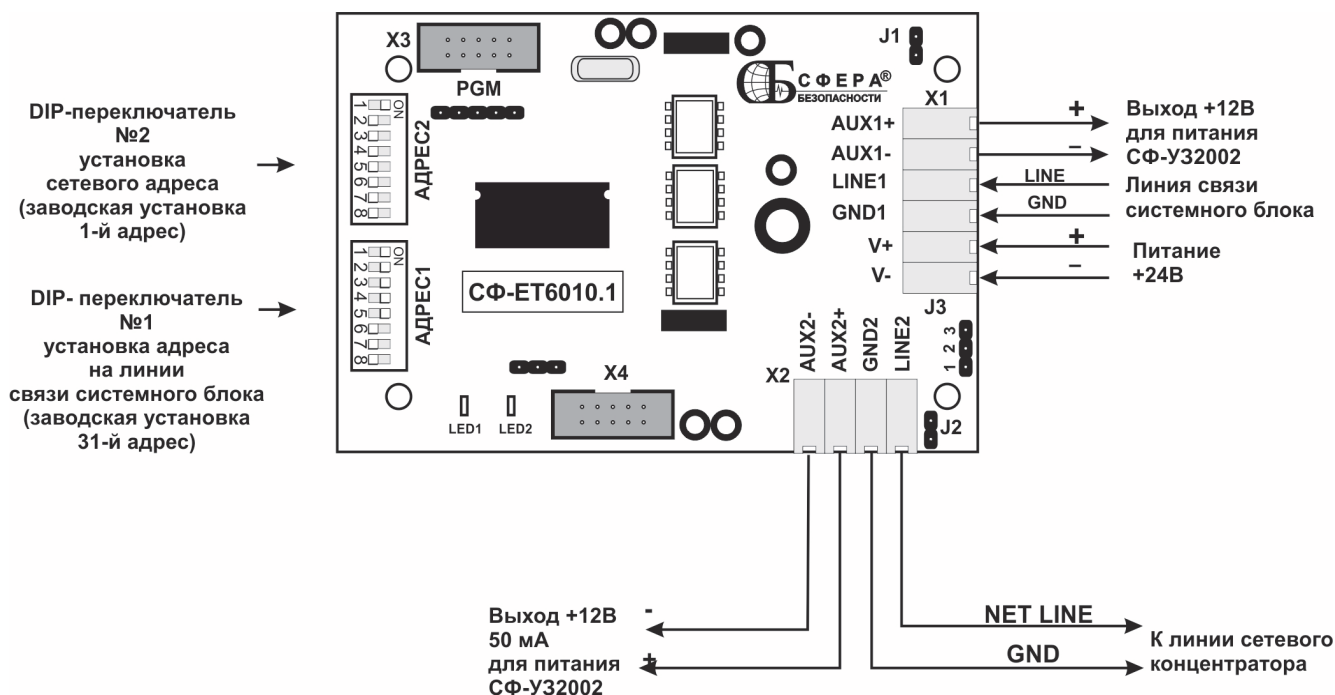 X3
J1
PGM
СБ
СФЕРА®
БЕЗОПАСНОСТИ
DIP-переключатель
№2
установка
сетевого адреса
(заводская установка
1-й адрес)
ON
1
2
3
4
5
6
7
8
АДРЕС2
X1
AUX1+
AUX1-
LINE1
GND1
V+
V-
+
–
LINE
GND
+
–
Выход +12В
для питания
СФ-УЗ2002
Линия связи
системного блока
Питание
+24В
DIP- переключатель
№1
установка адреса
на линии
связи системного блока
(заводская установка
31-й адрес)
ON
1
2
3
4
5
6
7
8
АДРЕС1
СФ-ЕТ6010.1
J3
1 2 3
X2
AUX2-
AUX2+
GND2
LINE2
J2
X4
LED1
LED2
Выход +12В
50 мА
для питания
СФ-УЗ2002
-
+
NET LINE
GND
К линии сетевого
концентратора